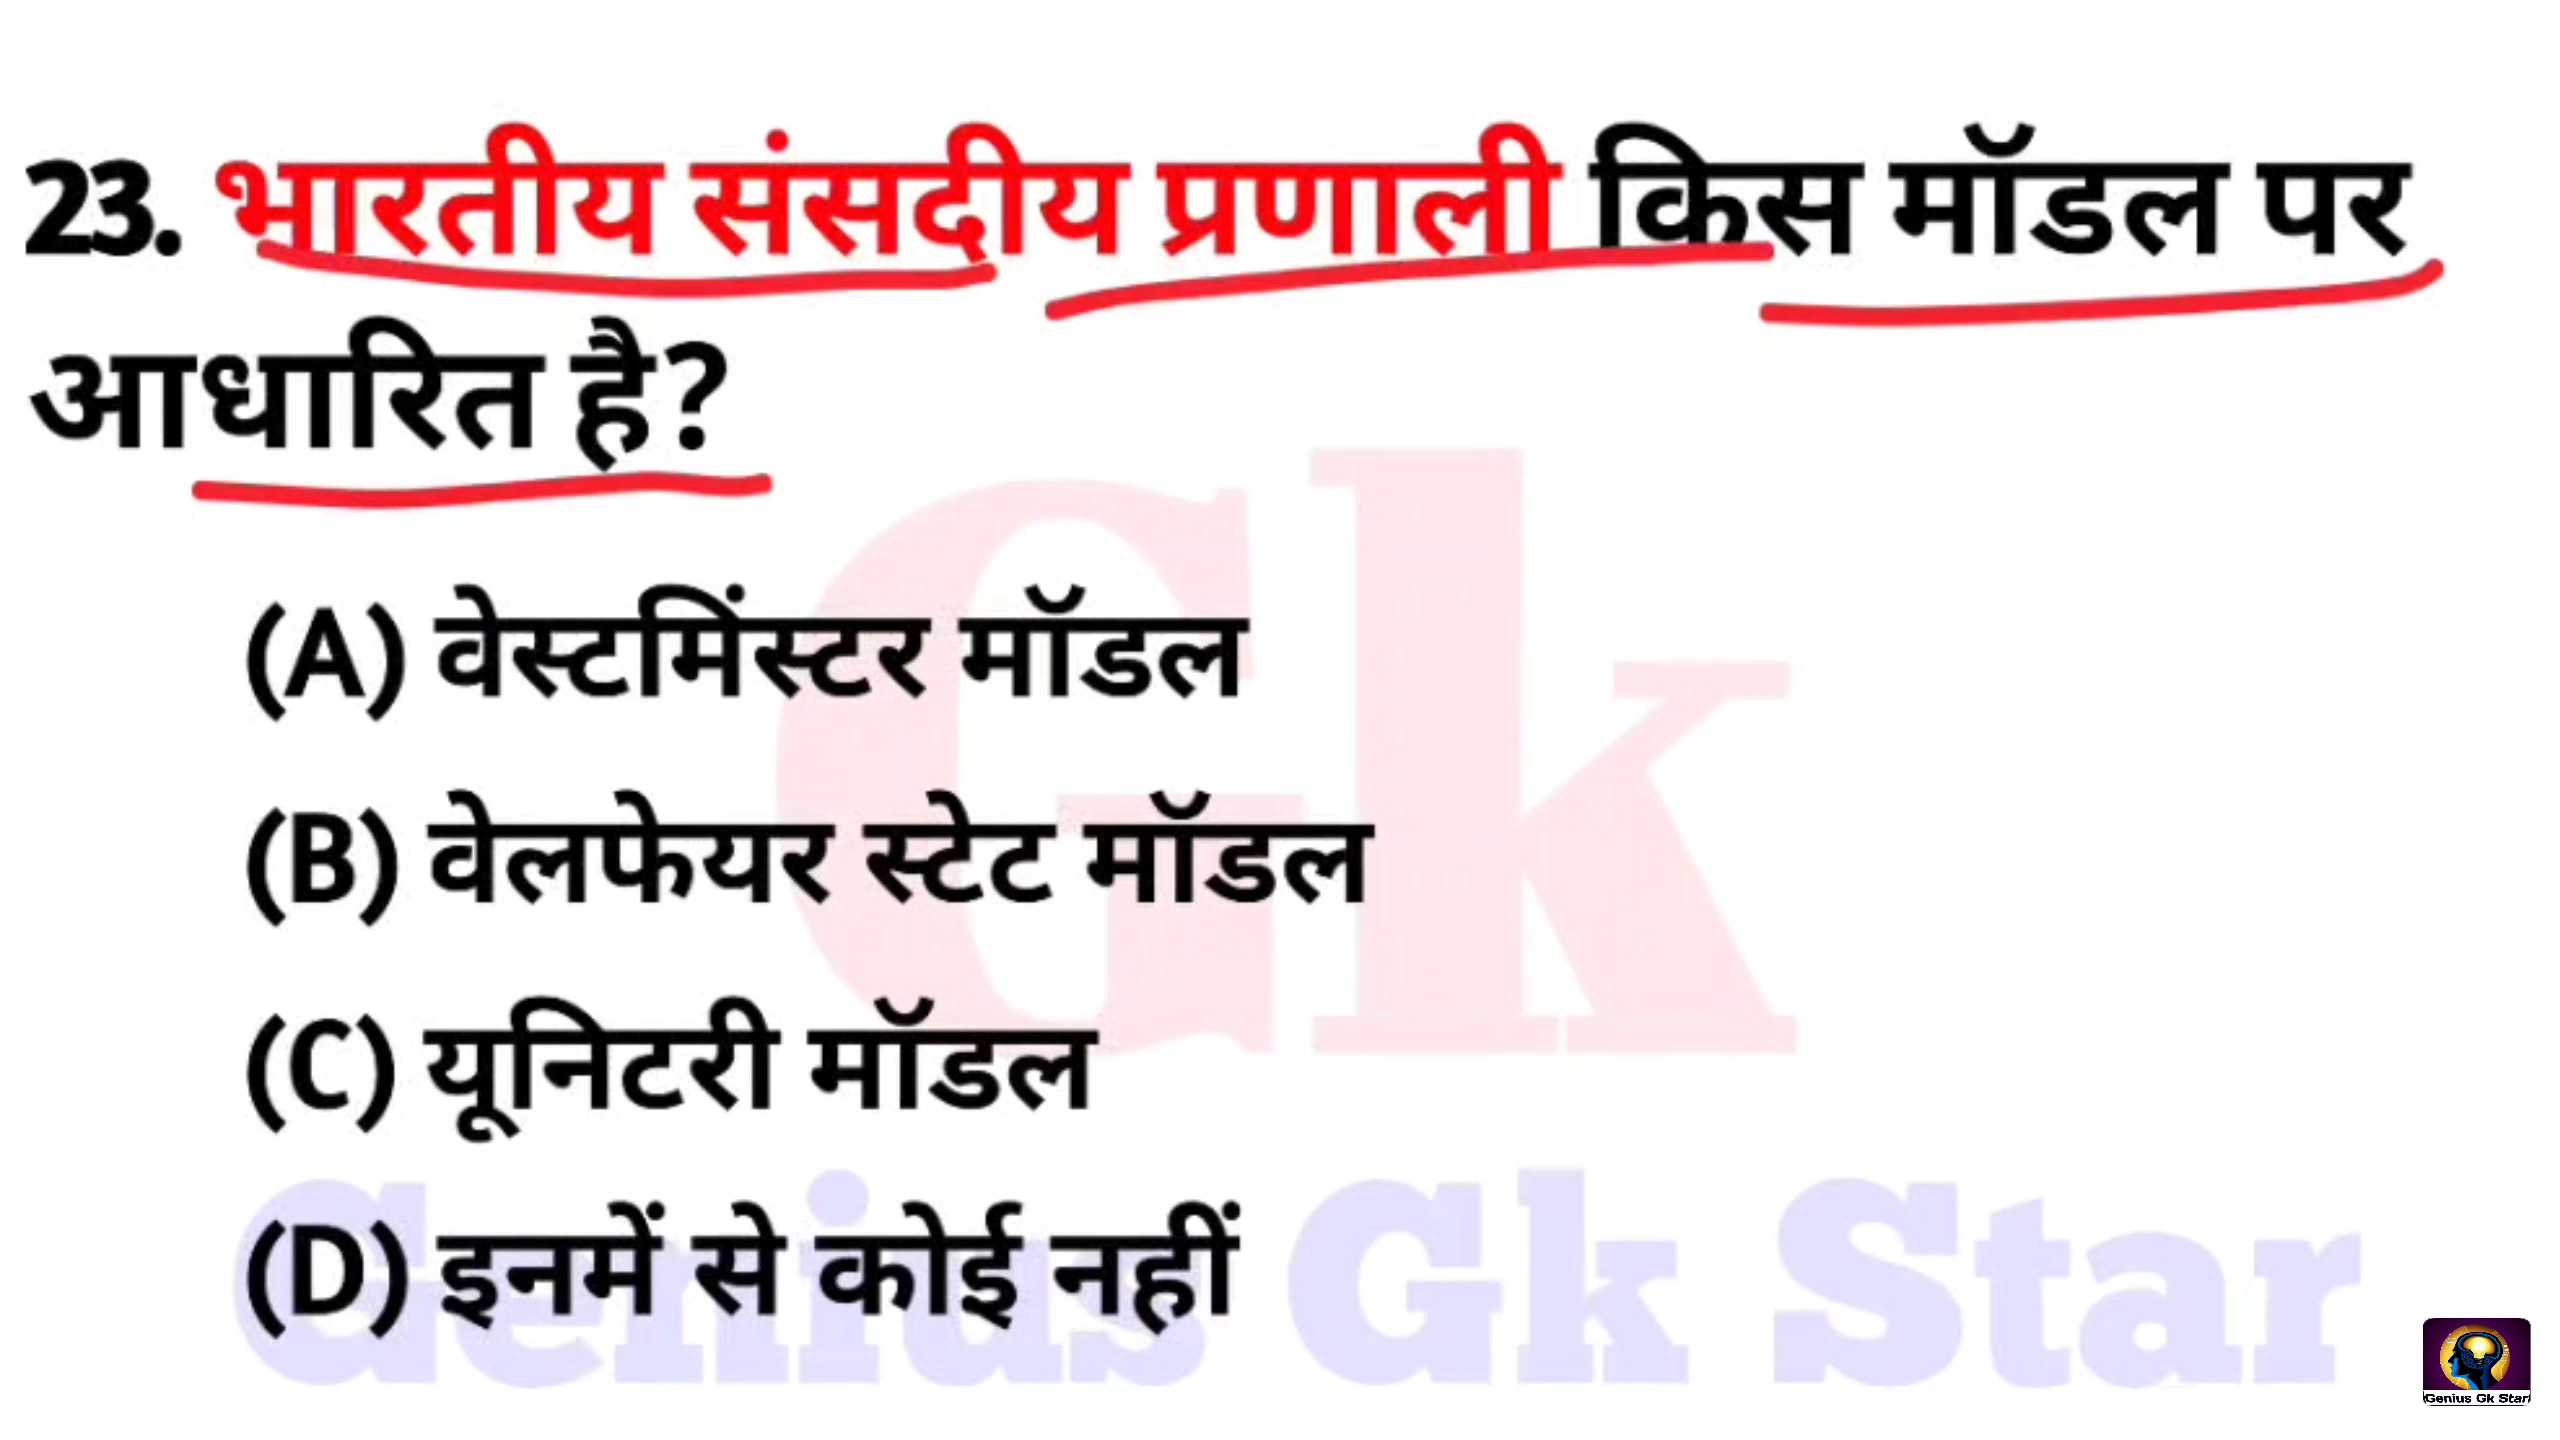 23. भारतीय संसदीय प्रणाली किस मॉडल पर
आधारित है?
(A) वेस्टमिंस्टर मॉडल
(B) वेलफेयर स्टेट मॉडल
(C) यूनिटरी मॉडल
(D) इनमें से कोई नहीं
Gk
Genius Gk Star
Genius Gk Star